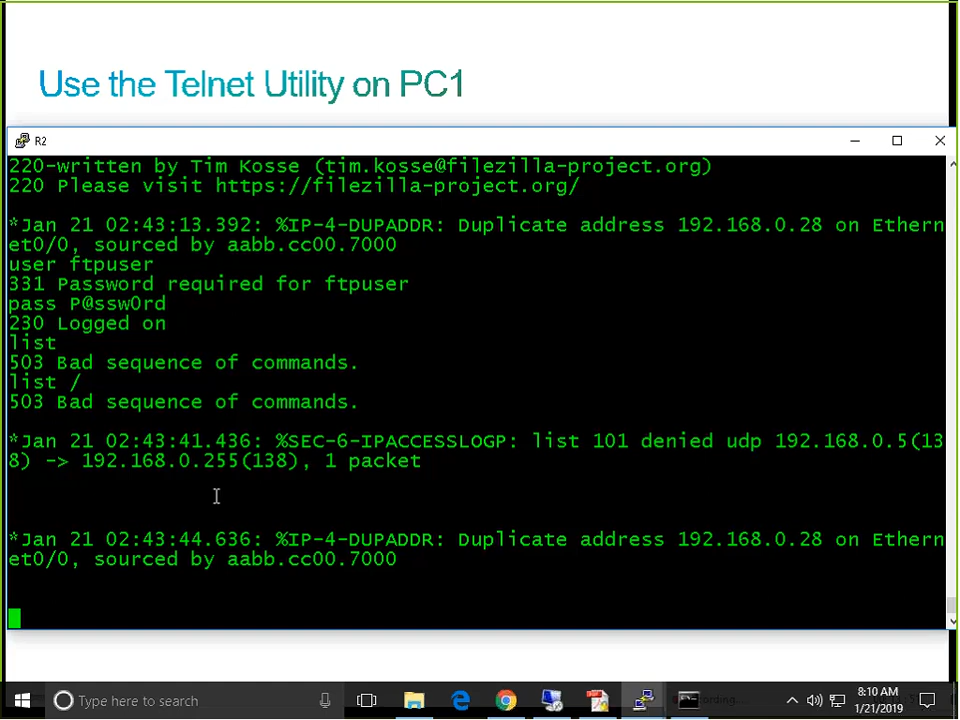 Use the Telnet Utility on PC1
R2
220-written by Tim Kosse (tim.kosse@filezilla-project.org)
220 Please visit https://filezilla-project.org/
*Jan 21 02:43:13.392: %IP-4-DUPADDR: Duplicate address 192.168.0.28 on Ethern
et0/0, sourced by aabb.cc00.7000
user ftpuser
331 Password required for ftpuser
pass P@ssw0rd
230 Logged on
list
503 Bad sequence of commands.
list /
503 Bad sequence of commands.
*Jan 21 02:43:41.436: %SEC-6-IPACCESSLOGP: list 101 denied udp 192.168.0.5(13
8) -> 192.168.0.255(138), 1 packet
*Jan 21 02:43:44.636: %IP-4-DUPADDR: Duplicate address 192.168.0.28 on Ethern
et0/0, sourced by aabb.cc00.7000
Type here to search
8:10 AM
1/21/2019